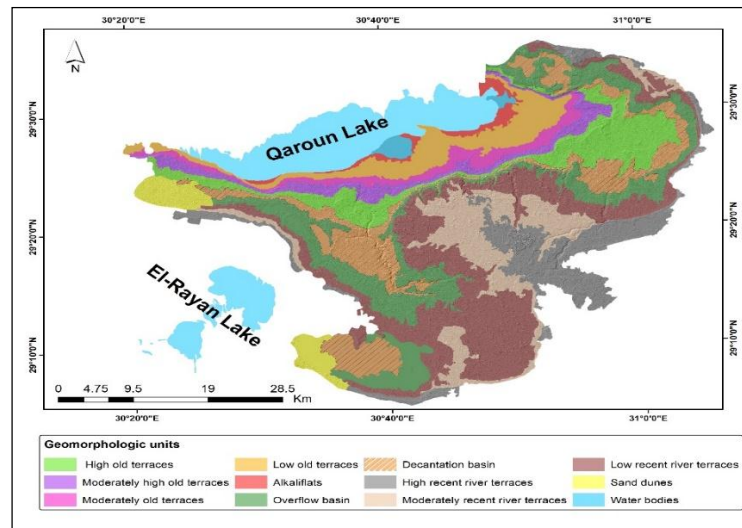 30°20'0"E 30°40'0"E 31°0'0"E
N
29°30'0"N 29°30'0"N
Qaroun Lake
29°20'0"N 29°20'0"N
El-Rayan Lake
29°10'0"N 29°10'0"N
0 4.75 9.5 19 28.5
Km
30°20'0"E 30°40'0"E 31°0'0"E
Geomorphologic units
High old terraces Low old terraces Decantation basin Low recent river terraces
Moderately high old terraces Alkaliflats High recent river terraces Sand dunes
Moderately old terraces Overflow basin Moderately recent river terraces Water bodies